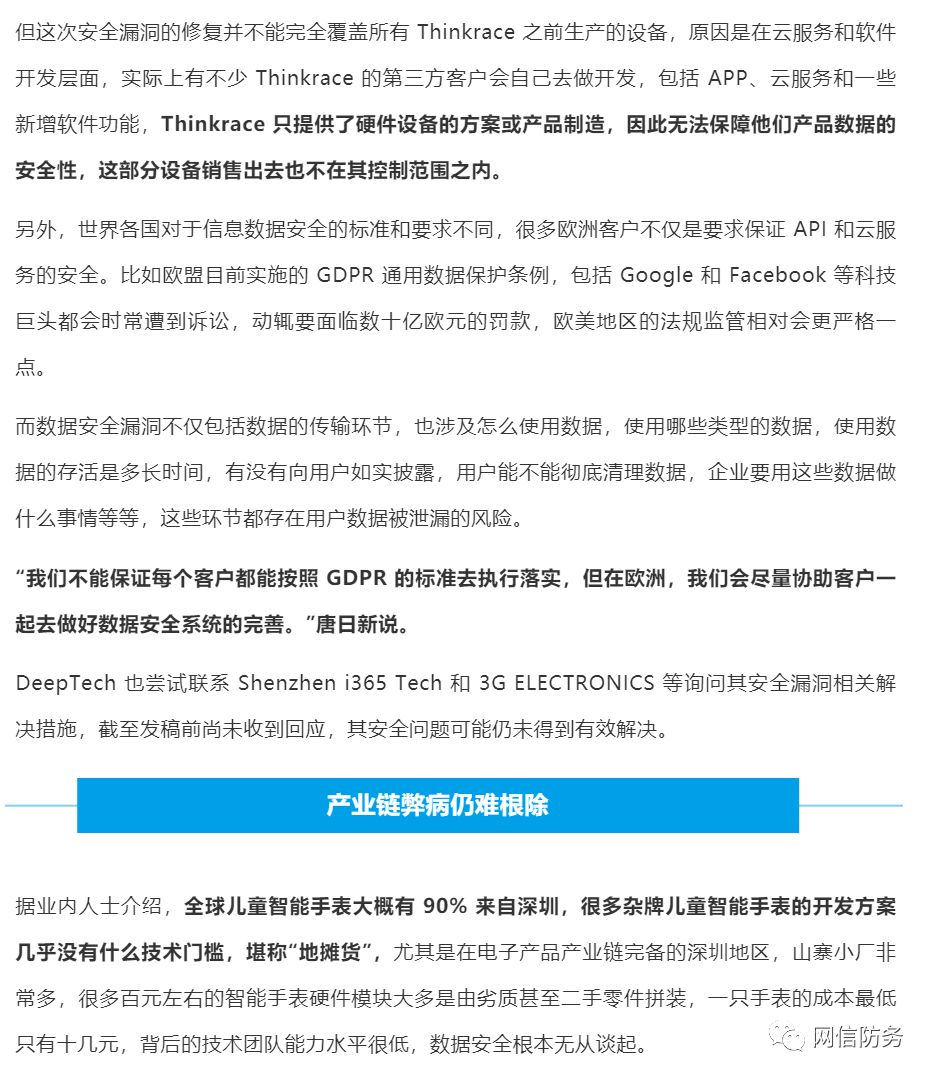 但这次安全漏洞的修复并不能完全覆盖所有 Thinkrace 之前生产的设备，原因是在云服务和软件
开发层面，实际上有不少 Thinkrace 的第三方客户会自己去做开发，包括 APP、云服务和一些
新增软件功能，Thinkrace 只提供了硬件设备的方案或产品制造，因此无法保障他们产品数据的
安全性，这部分设备销售出去也不在其控制范围之内。
另外，世界各国对于信息数据安全的标准和要求不同，很多欧洲客户不仅是要求保证 API 和云服
务的安全。比如欧盟目前实施的 GDPR 通用数据保护条例，包括 Google 和 Facebook 等科技
巨头都会时常遭到诉讼，动辄要面临数十亿欧元的罚款，欧美地区的法规监管相对会更严格一
点。
而数据安全漏洞不仅包括数据的传输环节，也涉及怎么使用数据，使用哪些类型的数据，使用数
据的存活是多长时间，有没有向用户如实披露，用户能不能彻底清理数据，企业要用这些数据做
什么事情等等，这些环节都存在用户数据被泄漏的风险。
“我们不能保证每个客户都能按照 GDPR 的标准去执行落实，但在欧洲，我们会尽量协助客户一
起去做好数据安全系统的完善。”唐日新说。
DeepTech 也尝试联系 Shenzhen i365 Tech 和 3G ELECTRONICS 等询问其安全漏洞相关解
决措施，截至发稿前尚未收到回应，其安全问题可能仍未得到有效解决。
产业链弊病仍难根除
据业内人士介绍，全球儿童智能手表大概有 90% 来自深圳，很多杂牌儿童智能手表的开发方案
几乎没有什么技术门槛，堪称“地摊货”，尤其是在电子产品产业链完备的深圳地区，山寨小厂非
常多，很多百元左右的智能手表硬件模块大多是由劣质甚至二手零件拼装，一只手表的成本最低
只有十几元，背后的技术团队能力水平很低，数据安全根本无从谈起。
网信防务